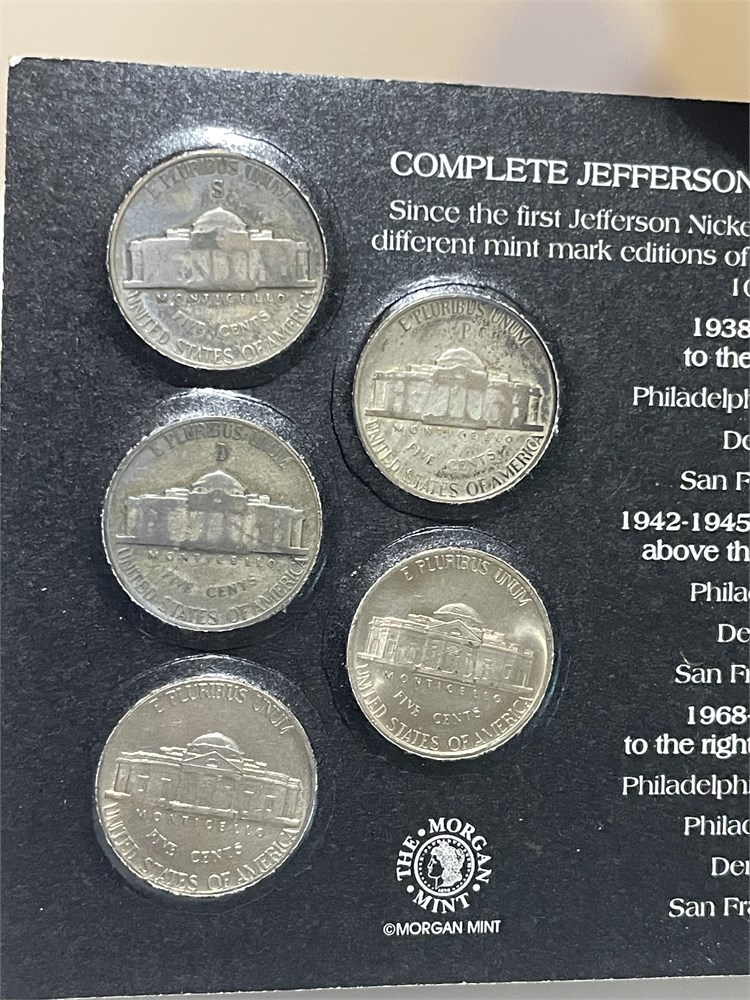 COMPLETE JEFFERSON
Since the first Jefferson Nicke
different mint mark editions of
10
1938
to the
Philadelph
De
San F
1942-1945
above th
Philad
De
San Fr
1968-
to the right
Philadelphi
Philad
Den
San Fra
E PLURIBUS UNUM
S
MONTICELLO
FIVE CENTS
UNITED STATES OF AMERICA
E PLURIBUS UNUM
P
MONTICELLO
FIVE CENTS
UNITED STATES OF AMERICA
E PLURIBUS UNUM
D
MONTICELLO
FIVE CENTS
UNITED STATES OF AMERICA
E PLURIBUS UNUM
MONTICELLO
FIVE CENTS
UNITED STATES OF AMERICA
E PLURIBUS UNUM
MONTICELLO
FIVE CENTS
UNITED STATES OF AMERICA
THE • MORGAN • MINT •
©MORGAN MINT